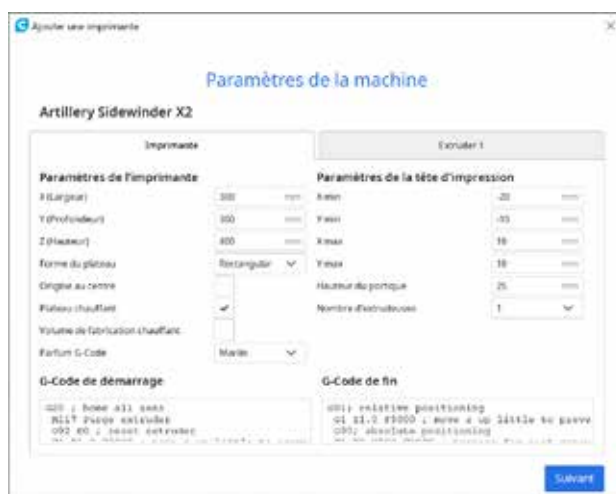 Ajouter une imprimante
Paramètres de la machine
Artillery Sidewinder X2
Imprimante
Extruder 1
Paramètres de l'imprimante
X (Largeur) 300 mm
Y (Profondeur) 300 mm
Z (Hauteur) 400 mm
Forme du plateau Rectangular
Origine au centre
Plateau chauffant
Volume de fabrication chauffant
Parfum G-Code Marlin
Paramètres de la tête d'impression
X min mm
Y min mm
X max 10 mm
Y max 10 mm
Hauteur du portique 25 mm
Nombre d'extrudeuses 1
G-Code de démarrage
; home all axes
M117 Purge extruder
G92 E0 ; reset extruder
G-Code de fin
G91; relative positioning
G1 Z1.0 F3000 ; move z up little to preve
G90; absolute positioning
Suivant